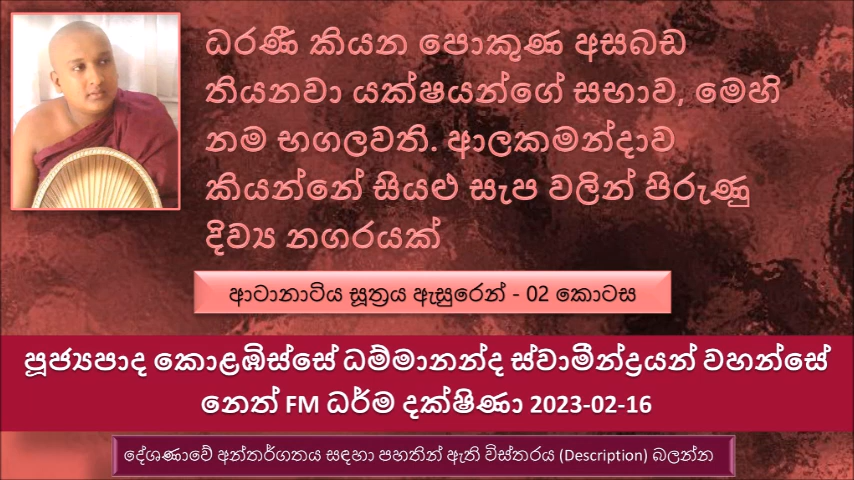 ධරණී කියන පොකුණ අසබඩ
තියනවා යක්ෂයන්ගේ සභාව, මෙහි
නම භගලවති. ආලකමන්දාව
කියන්නේ සියළු සැප වලින් පිරුණු
දිව්‍ය නගරයක්
ආටානාටිය සූත්‍රය ඇසුරෙන් - 02 කොටස
පූජ්‍යපාද කොළඹිස්සේ ධම්මානන්ද ස්වාමීන්ද්‍රයන් වහන්සේ
නෙත් FM ධර්ම දක්ෂිණා 2023-02-16
දේශණාවේ අන්තර්ගතය සඳහා පහතින් ඇති විස්තරය (Description) බලන්න